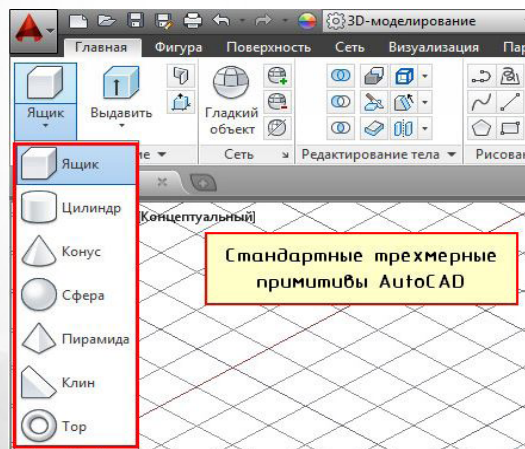 3D-моделирование
Главная Фигура Поверхность Сеть Визуализация Пар
Ящик Выдавить Гладкий объект
ие Сеть Редактирование тела Рисован
Ящик
Цилиндр
Конус
Сфера
Пирамида
Клин
Тор
[Концептуальный]
Стандартные трехмерные
примитивы AutoCAD